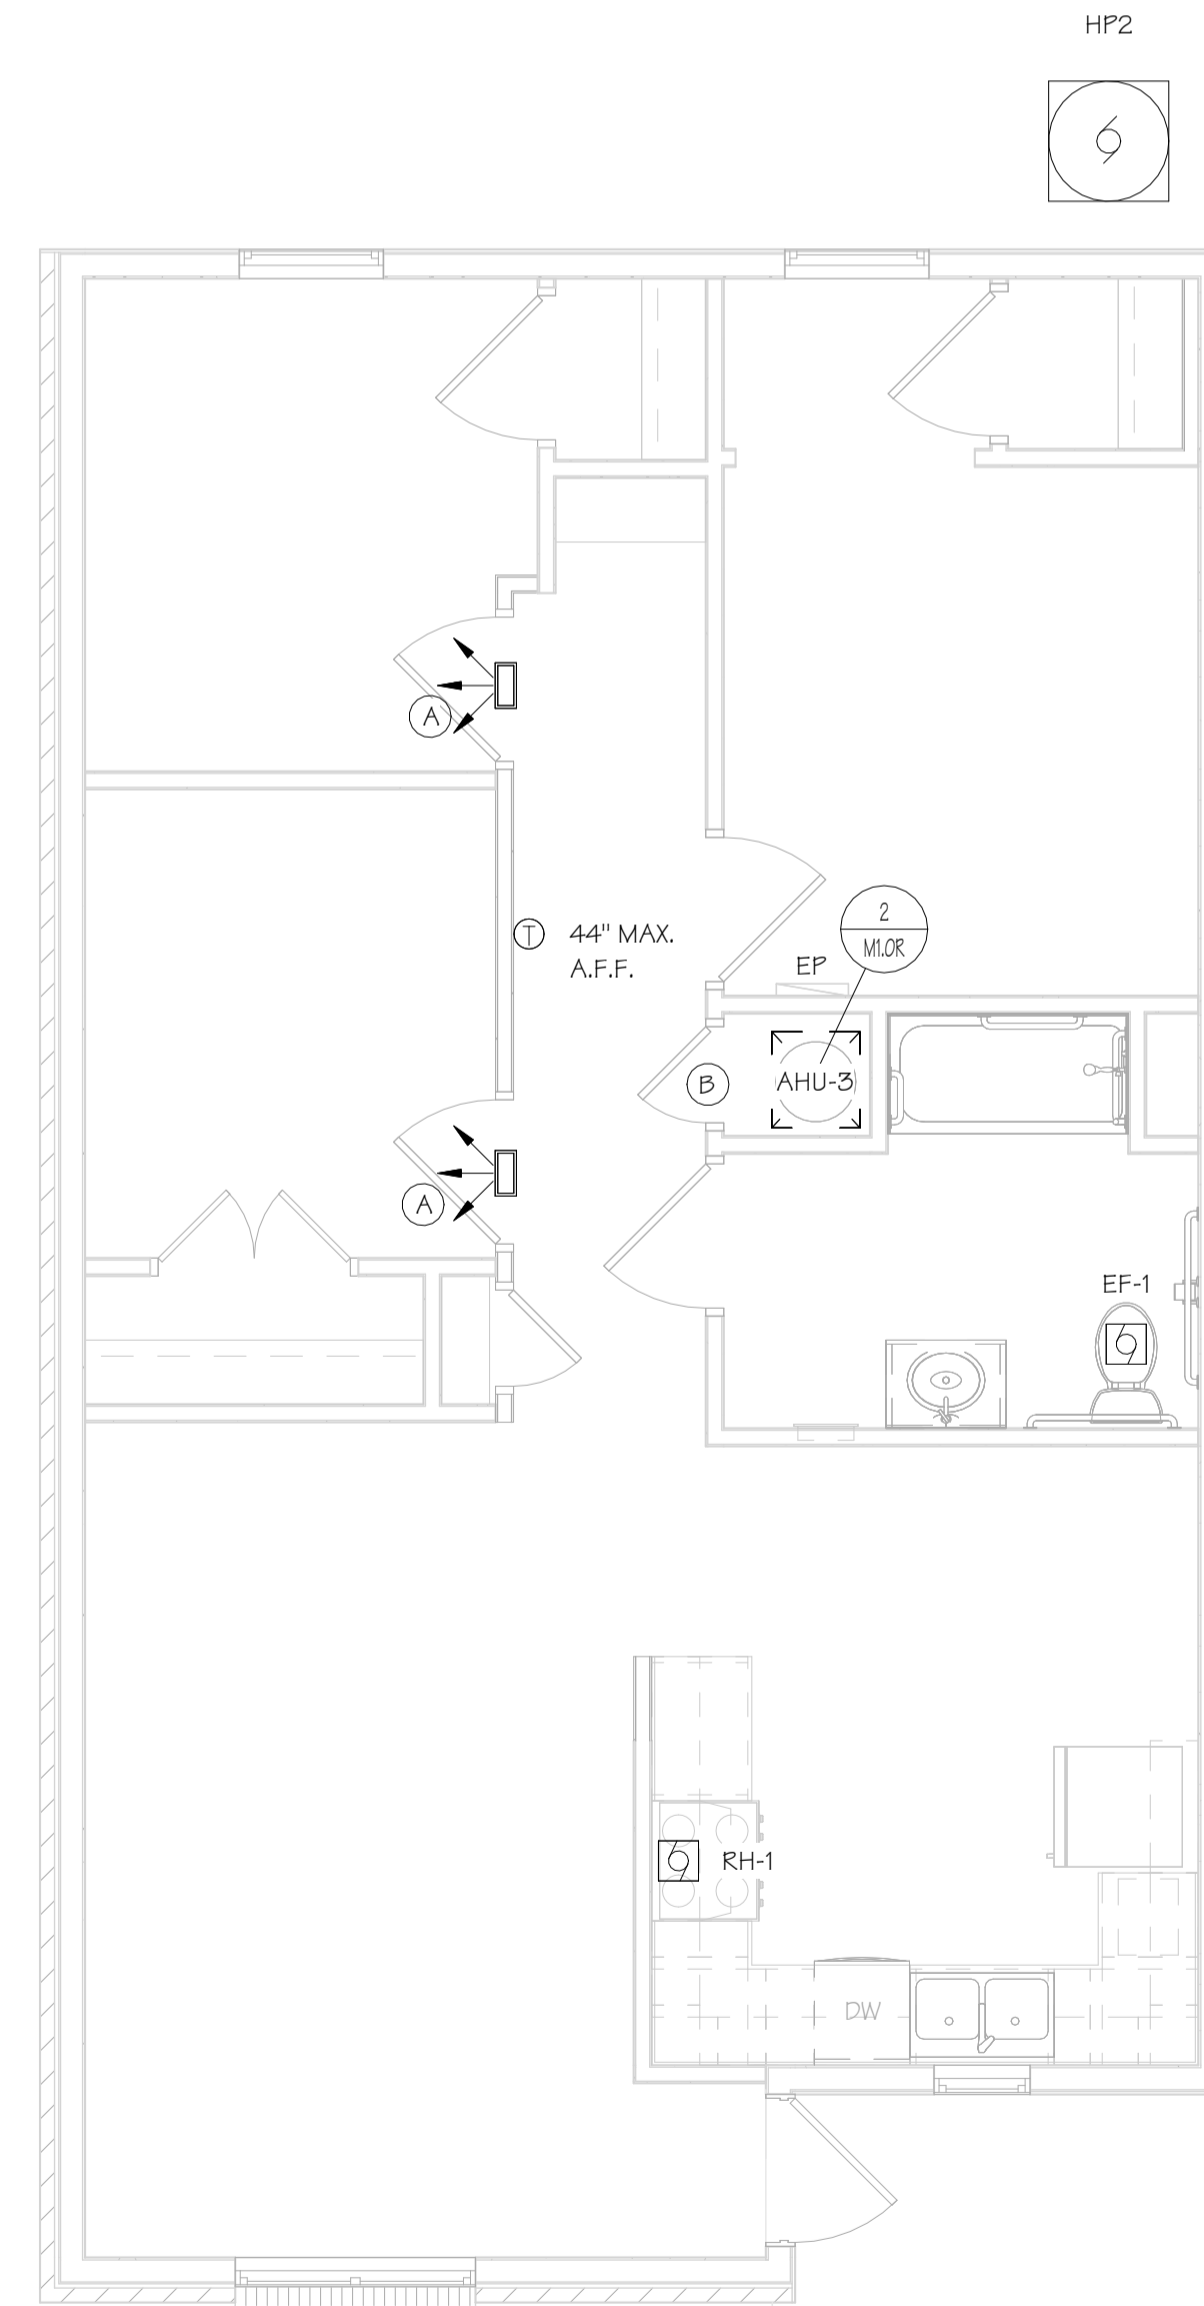 HP2
A
T
44" MAX.
A.F.F.
2
M1.0R
EP
AHU-3
B
A
EF-1
RH-1
DW